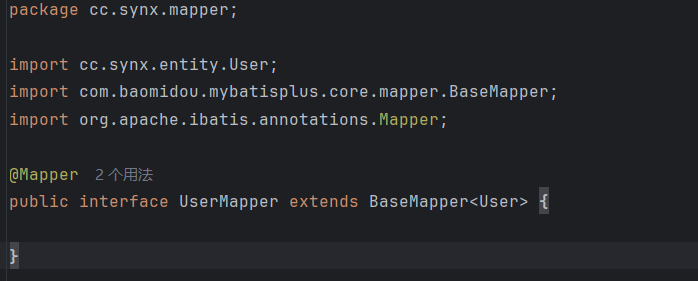 package cc.synx.mapper;
import cc.synx.entity.User;
import com.baomidou.mybatisplus.core.mapper.BaseMapper;
import org.apache.ibatis.annotations.Mapper;
@Mapper 2 个用法
public interface UserMapper extends BaseMapper<User> {
}